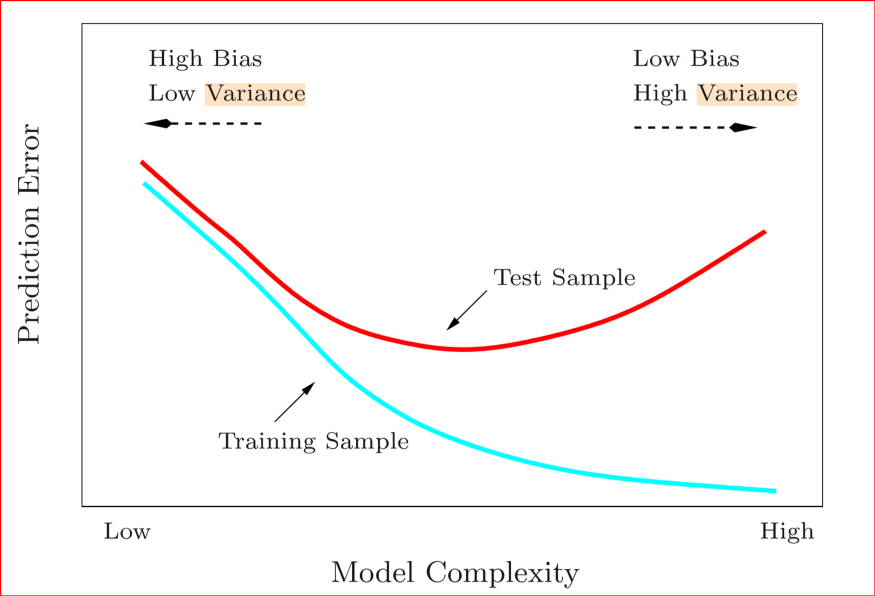 High Bias
Low Variance
Low Bias
High Variance
Prediction Error
Test Sample
Training Sample
Low
High
Model Complexity